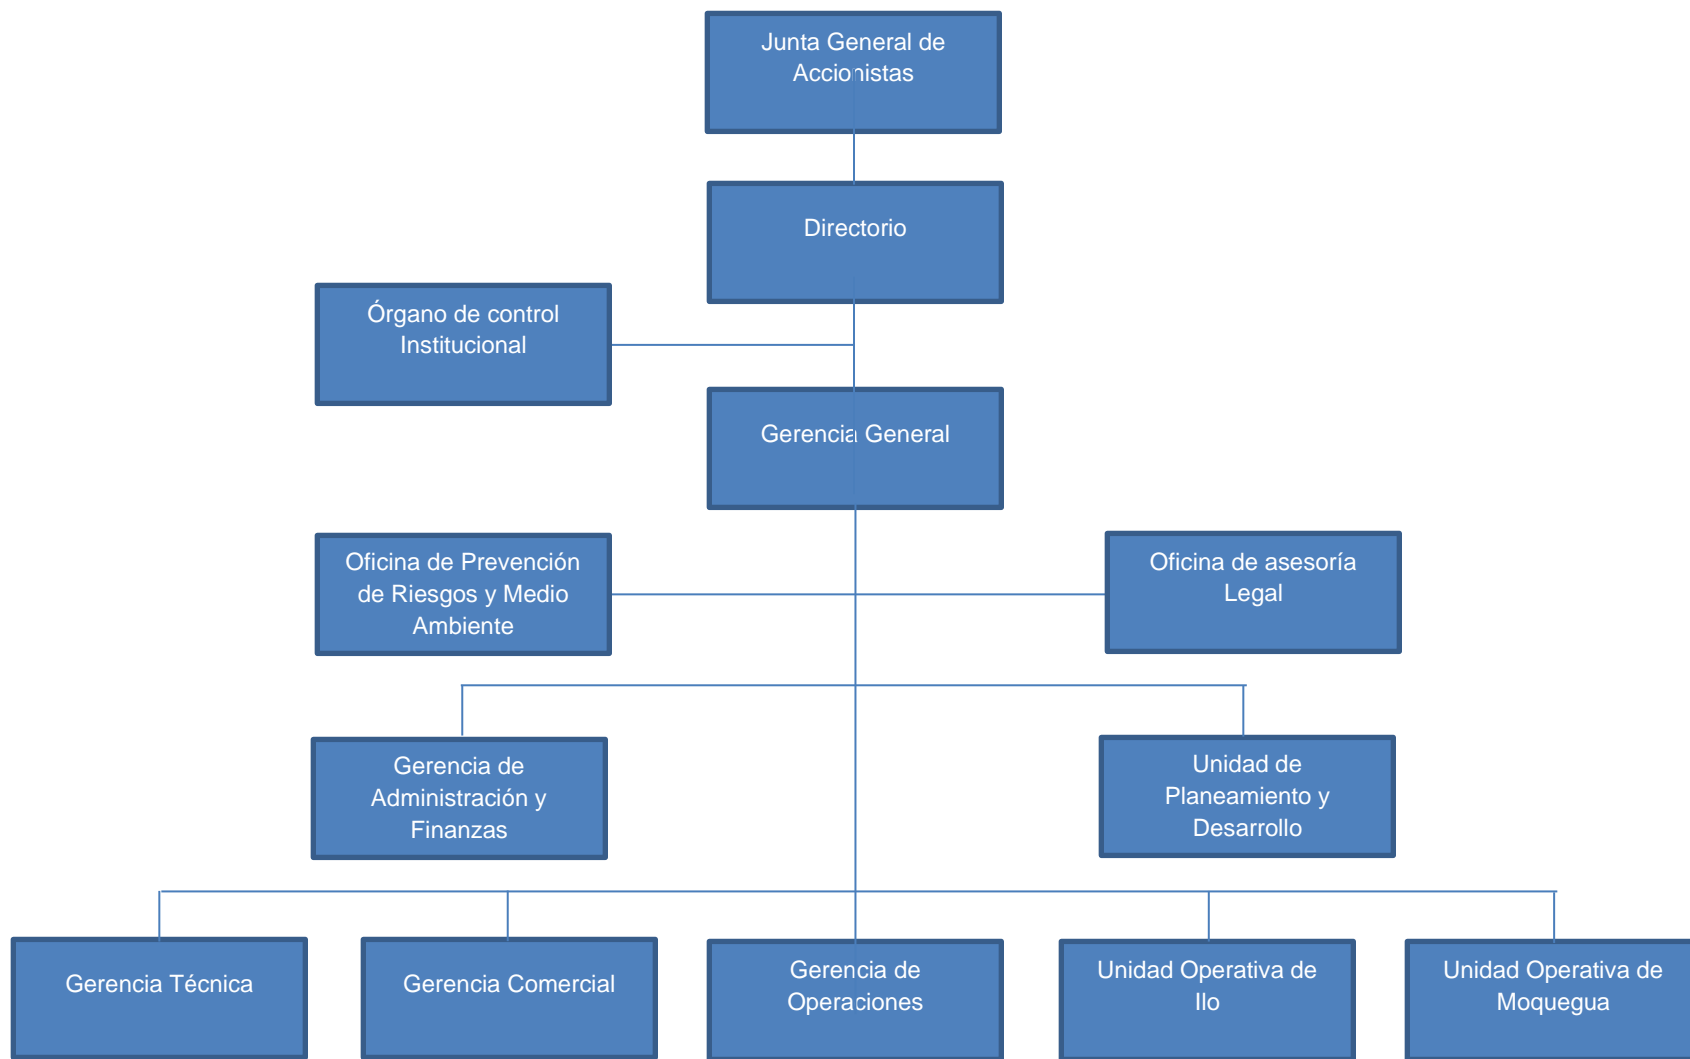 Junta General de
Accionistas
Directorio
Órgano de control
Institucional
Gerencia General
Oficina de Prevención
de Riesgos y Medio
Ambiente
Oficina de asesoría
Legal
Gerencia de
Administración y
Finanzas
Unidad de
Planeamiento y
Desarrollo
Gerencia Técnica
Gerencia Comercial
Gerencia de
Operaciones
Unidad Operativa de
Ilo
Unidad Operativa de
Moquegua